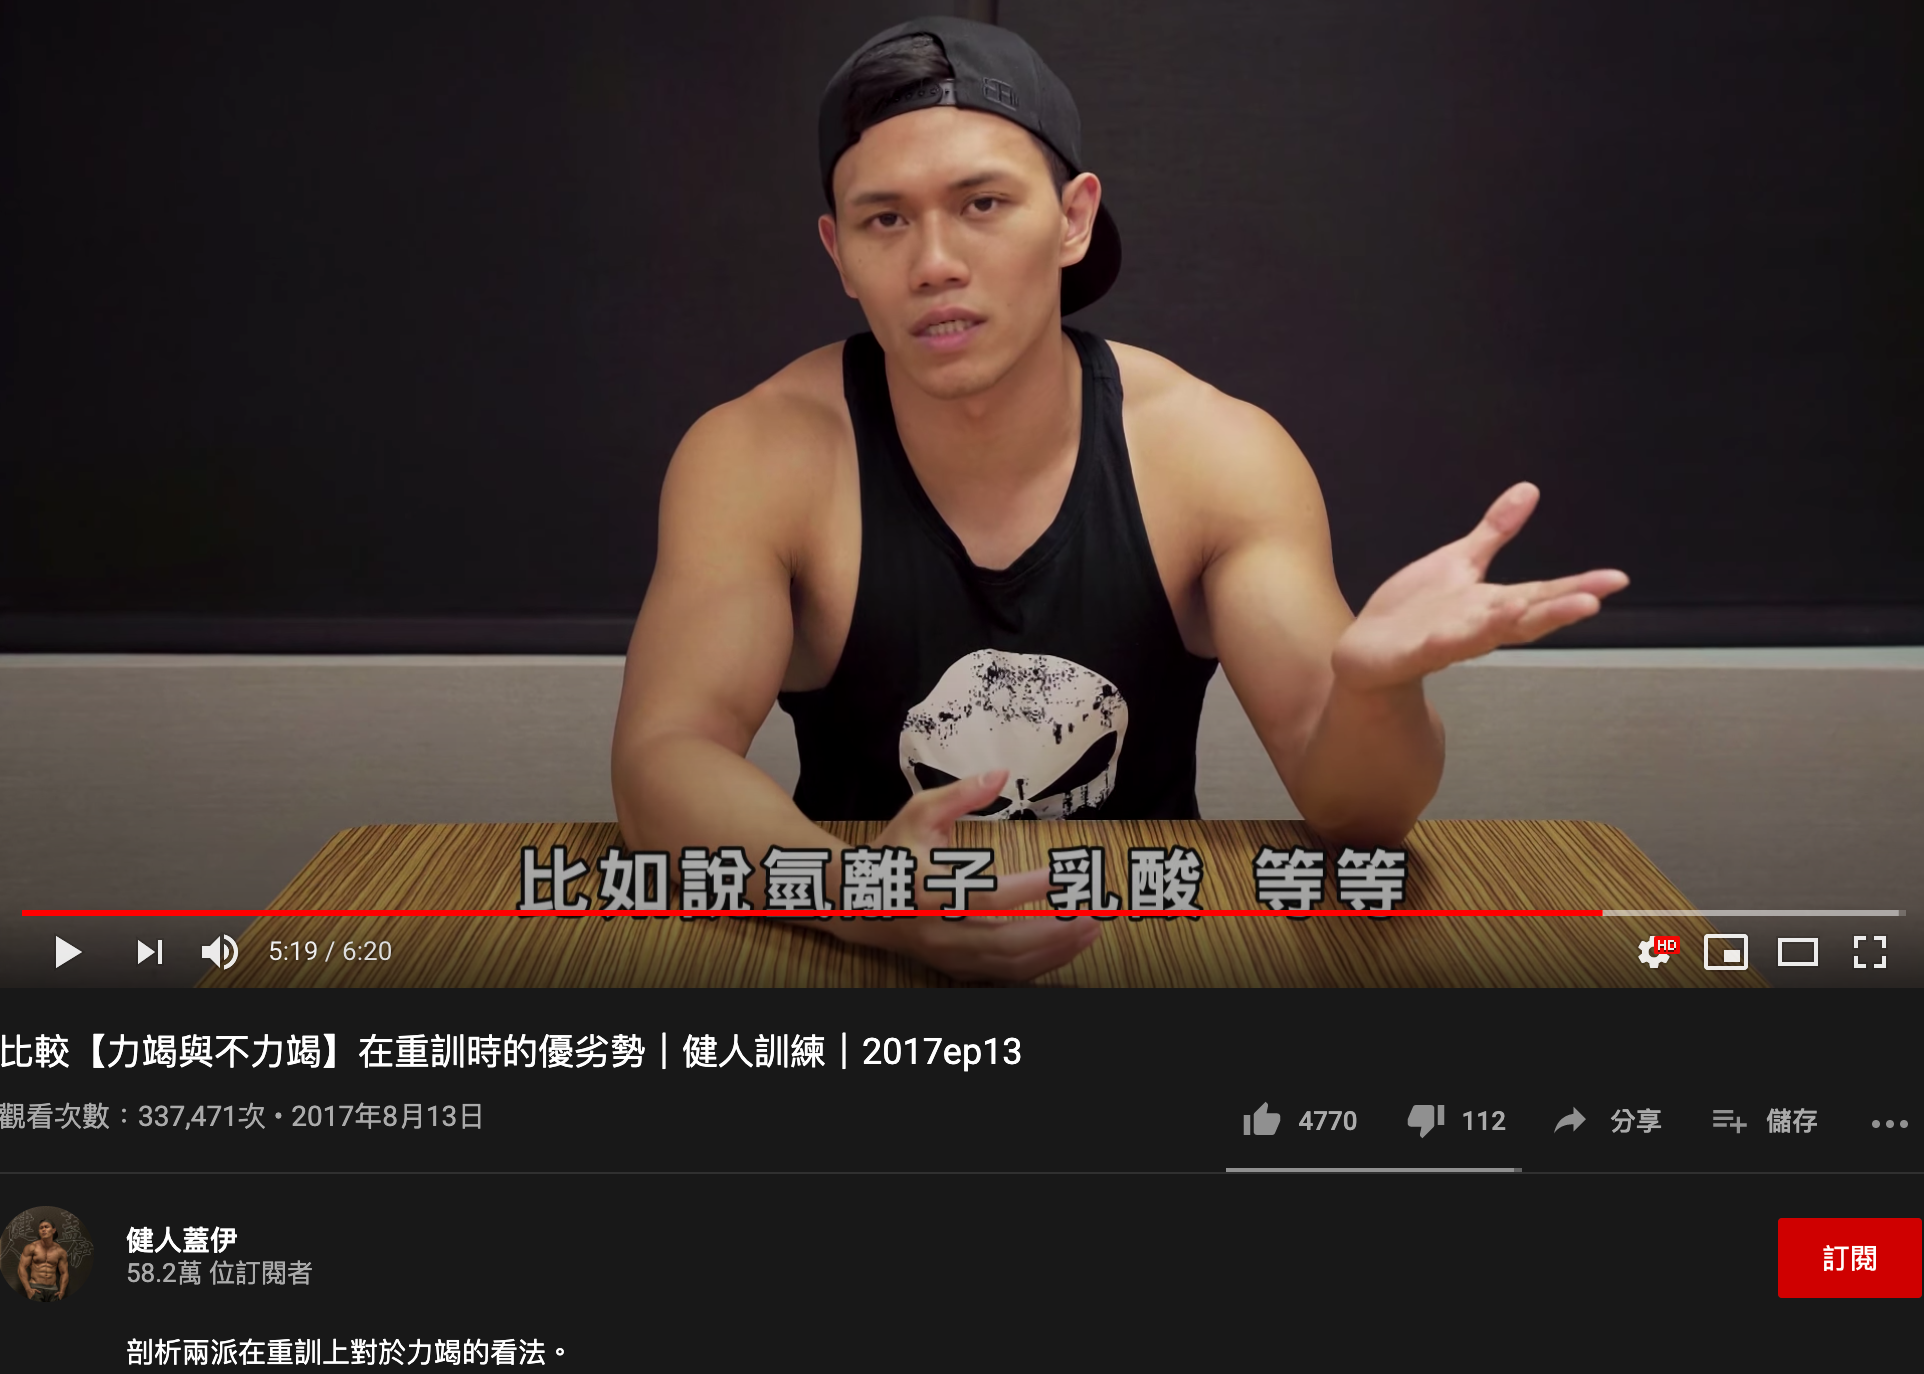 比如說氫離子 乳酸 等等
5:19 / 6:20
HD
比較【力竭與不力竭】在重訓時的優劣勢｜健人訓練｜2017ep13
觀看次數：337,471次 • 2017年8月13日
4770
112
分享
儲存
健人蓋伊
58.2萬 位訂閱者
訂閱
剖析兩派在重訓上對於力竭的看法。